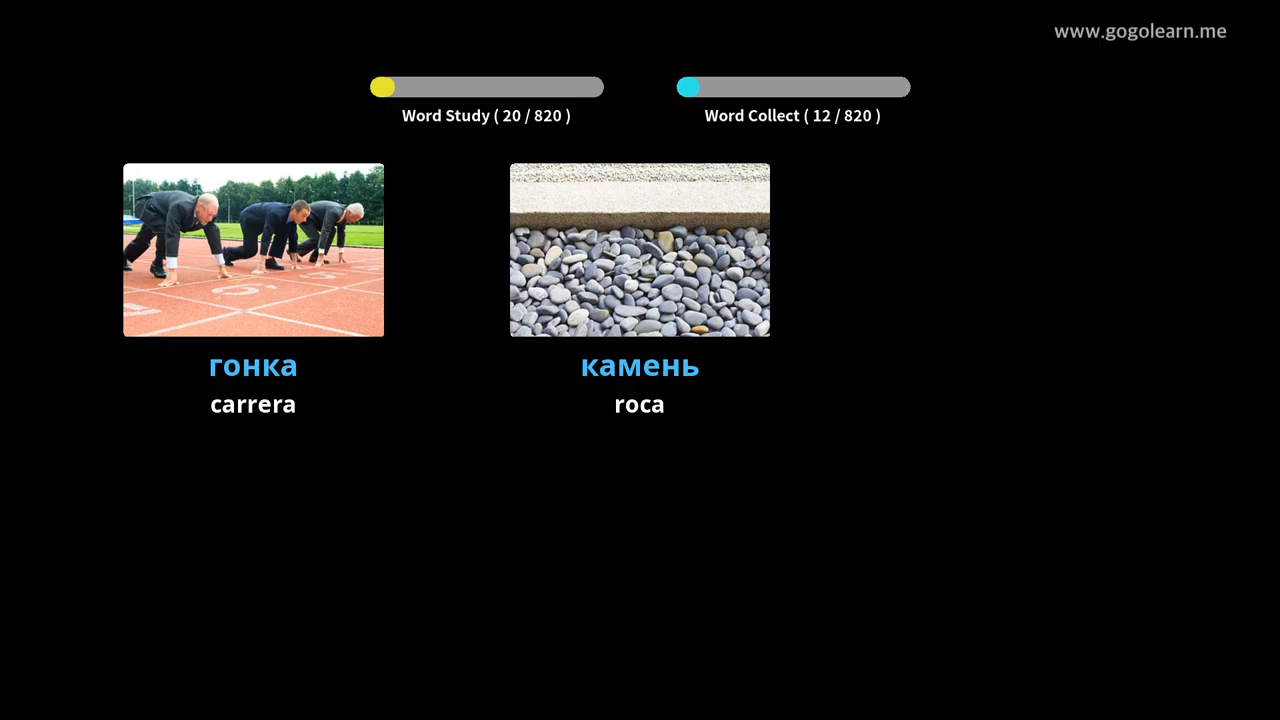 www.gogolearn.me
Word Study ( 20 / 820 )
Word Collect ( 12 / 820 )
гонка
carrera
камень
roca